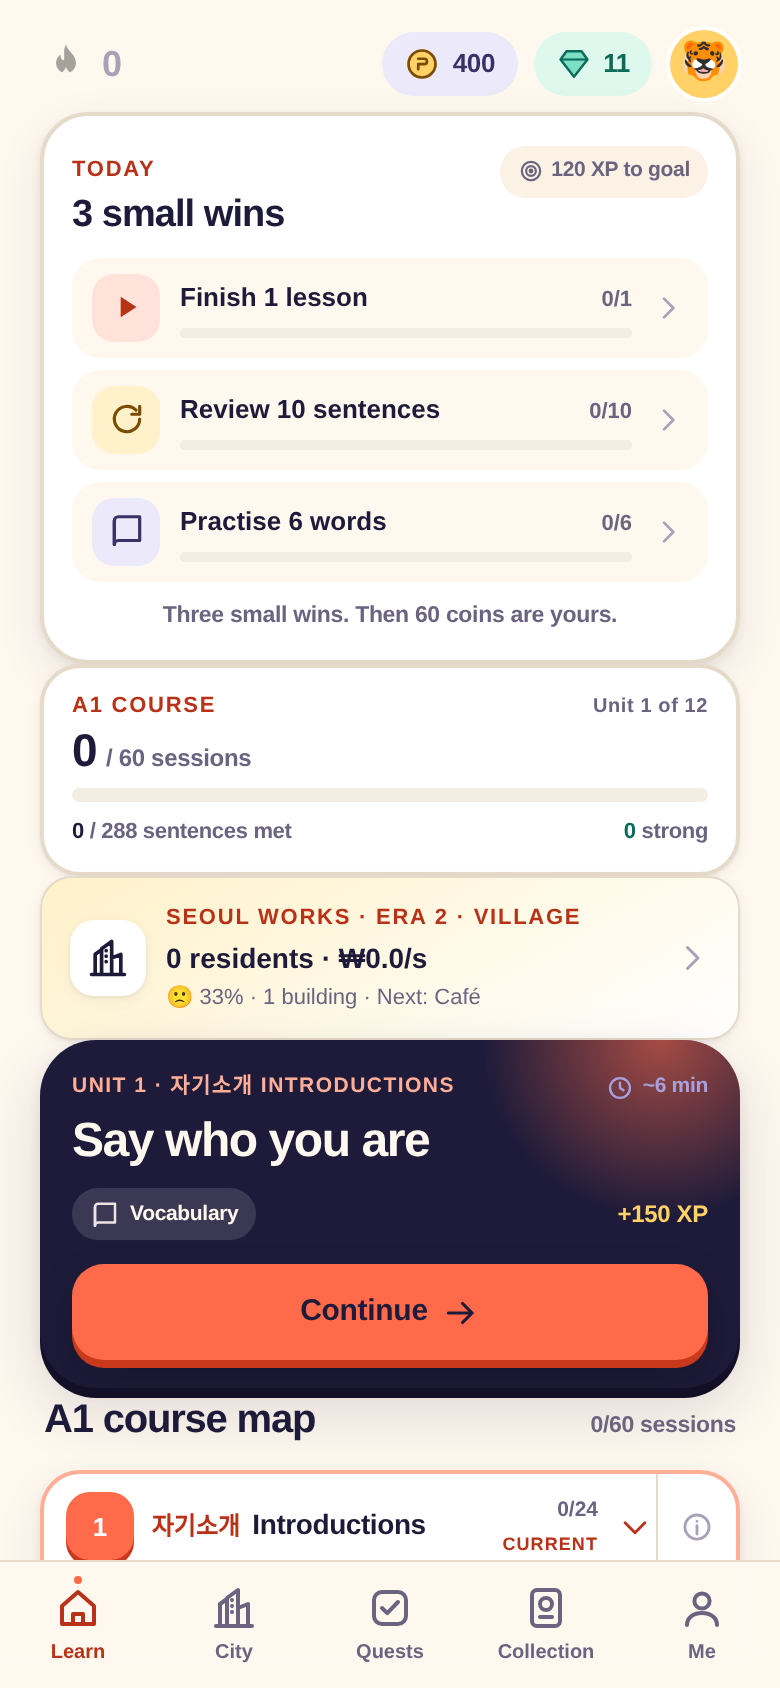 0
400
11
TODAY
120 XP to goal
3 small wins
Finish 1 lesson
0/1
Review 10 sentences
0/10
Practise 6 words
0/6
Three small wins. Then 60 coins are yours.
A1 COURSE
Unit 1 of 12
0 / 60 sessions
0 / 288 sentences met
0 strong
SEOUL WORKS · ERA 2 · VILLAGE
0 residents · ₩0.0/s
33% · 1 building · Next: Café
UNIT 1 · 자기소개 INTRODUCTIONS
~6 min
Say who you are
Vocabulary
+150 XP
Continue
A1 course map
0/60 sessions
1
자기소개 Introductions
0/24
CURRENT
Learn
City
Quests
Collection
Me